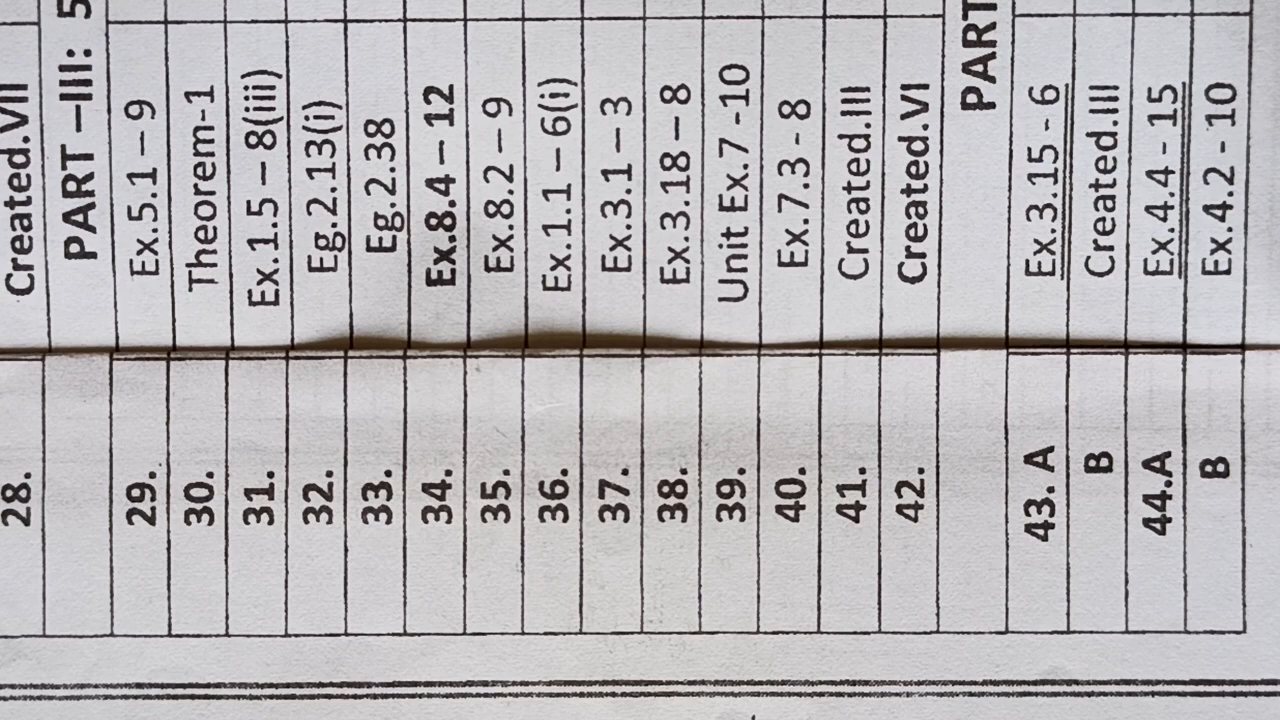 28. Created.VII
PART –III: 5
29. Ex.5.1 – 9
30. Theorem-1
31. Ex.1.5 – 8(iii)
32. Eg.2.13(i)
33. Eg.2.38
34. Ex.8.4 – 12
35. Ex.8.2 – 9
36. Ex.1.1 – 6(i)
37. Ex.3.1 – 3
38. Ex.3.18 – 8
39. Unit Ex.7 -10
40. Ex.7.3 - 8
41. Created.III
42. Created.VI
PART
43. A Ex.3.15 - 6
B Created.III
44.A Ex.4.4 - 15
B Ex.4.2 - 10